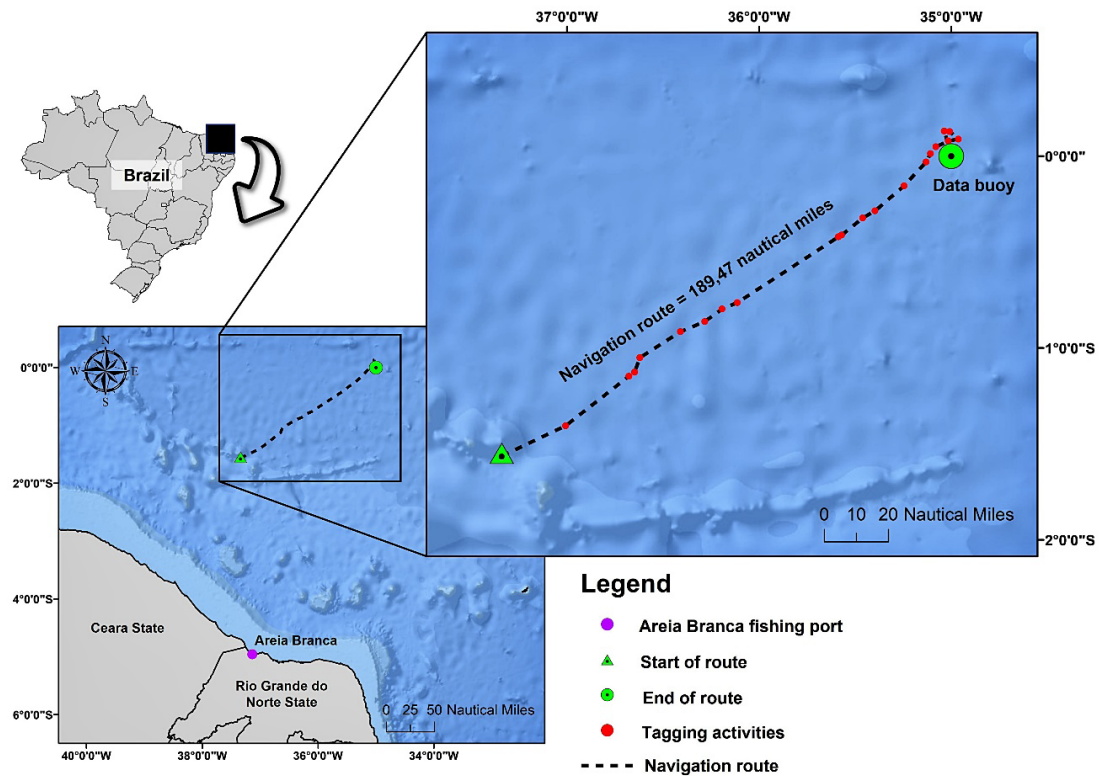 37°0'0"W
36°0'0"W
35°0'0"W
Brazil
0°0'0"
Data buoy
Navigation route = 189,47 nautical miles
1°0'0"S
0 10 20 Nautical Miles
2°0'0"S
N
W E
S
0°0'0"
2°0'0"S
4°0'0"S
6°0'0"S
Ceara State
Areia Branca
Rio Grande do
Norte State
0 25 50 Nautical Miles
40°0'0"W
38°0'0"W
36°0'0"W
34°0'0"W
Legend
Areia Branca fishing port
Start of route
End of route
Tagging activities
Navigation route